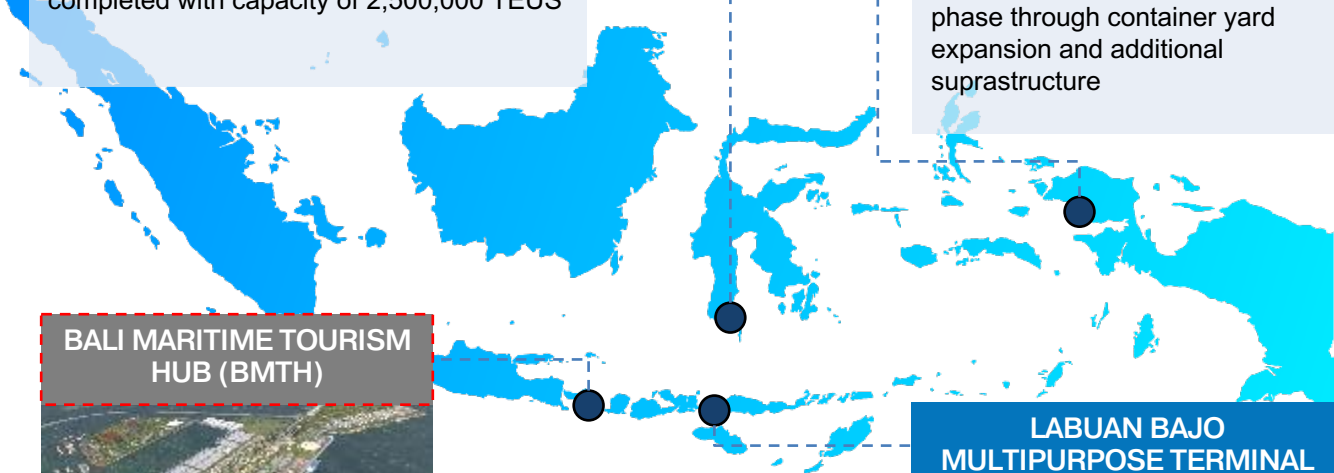 completed with capacity of 2,500,000 TEUS
phase through container yard
expansion and additional
suprastructure
BALI MARITIME TOURISM
HUB (BMTH)
LABUAN BAJO
MULTIPURPOSE TERMINAL